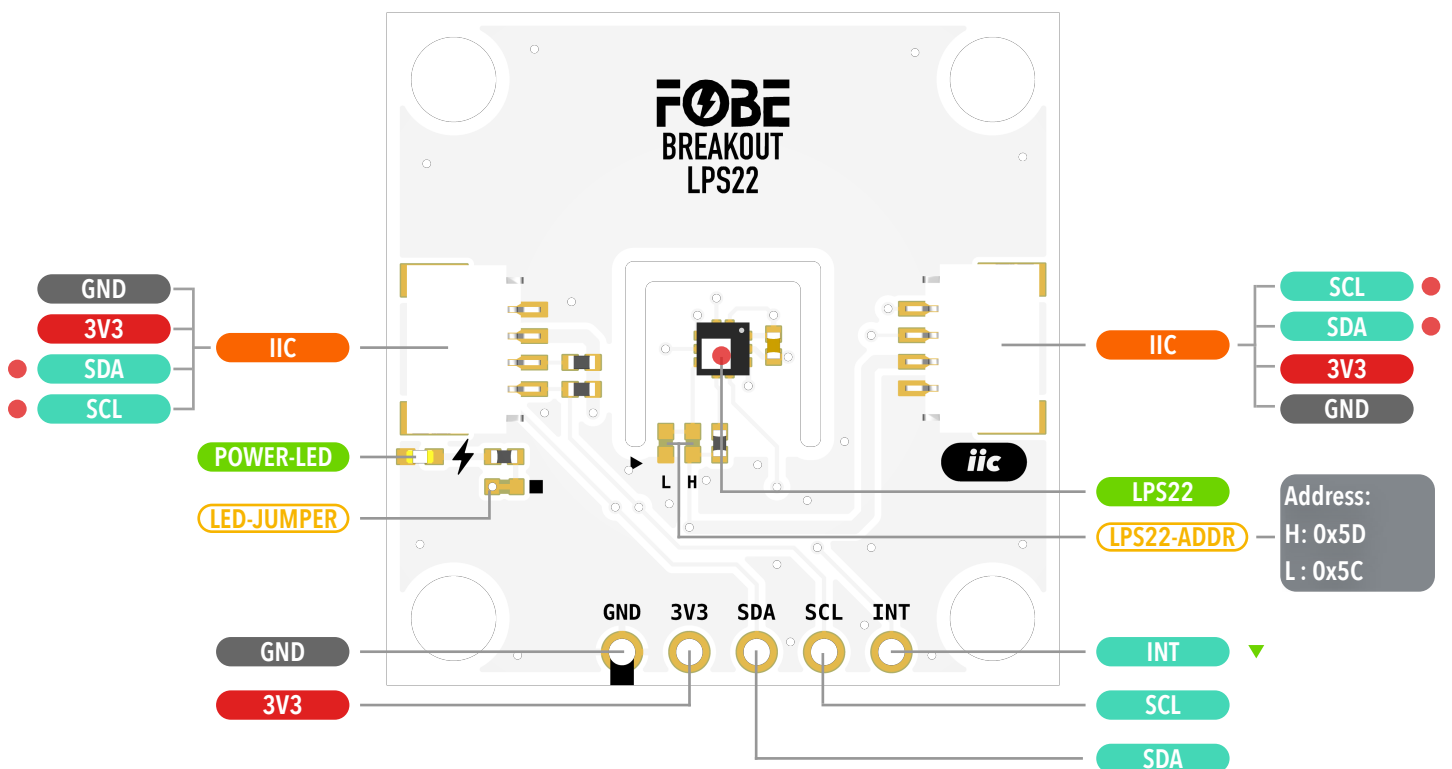 FOBE
BREAKOUT
LPS22
GND
3V3
SDA
SCL
IIC
POWER-LED
LED-JUMPER
GND
3V3
L H
iic
GND 3V3 SDA SCL INT
SCL
SDA
3V3
GND
IIC
LPS22
LPS22-ADDR
Address:
H: 0x5D
L : 0x5C
INT
SCL
SDA